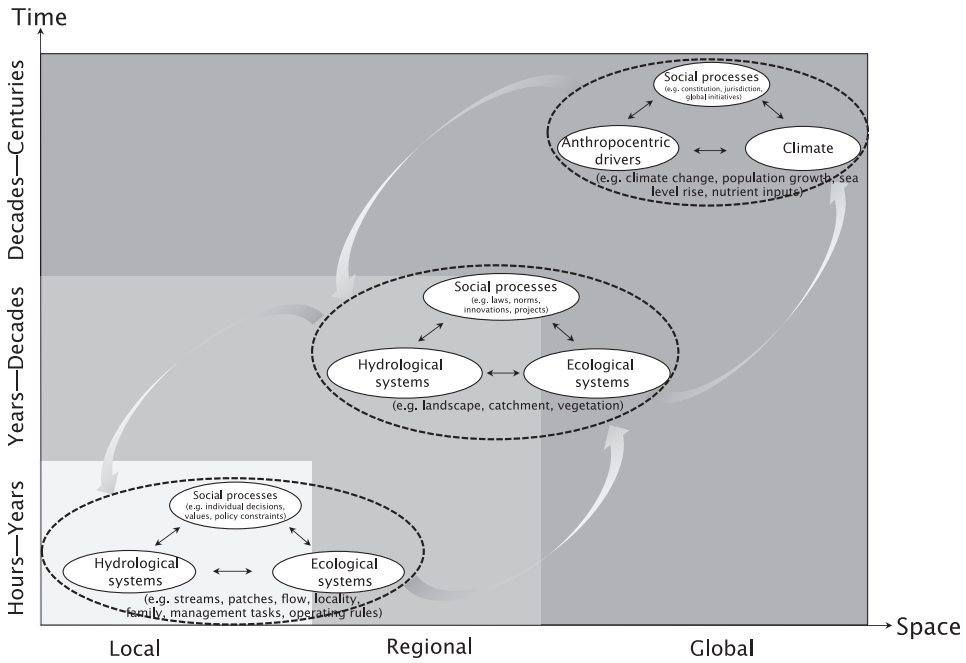 Time
Decades—Centuries
Social processes
(e.g. constitution, jurisdiction,
global initiatives)
Anthropocentric
drivers
Climate
(e.g. climate change, population growth, sea
level rise, nutrient inputs)
Years—Decades
Social processes
(e.g. laws, norms,
innovations, projects)
Hydrological
systems
Ecological
systems
(e.g. landscape, catchment, vegetation)
Hours—Years
Social processes
(e.g. individual decisions,
values, policy constraints)
Hydrological
systems
Ecological
systems
(e.g. streams, patches, flow, locality,
family, management tasks, operating rules)
Space
Local
Regional
Global